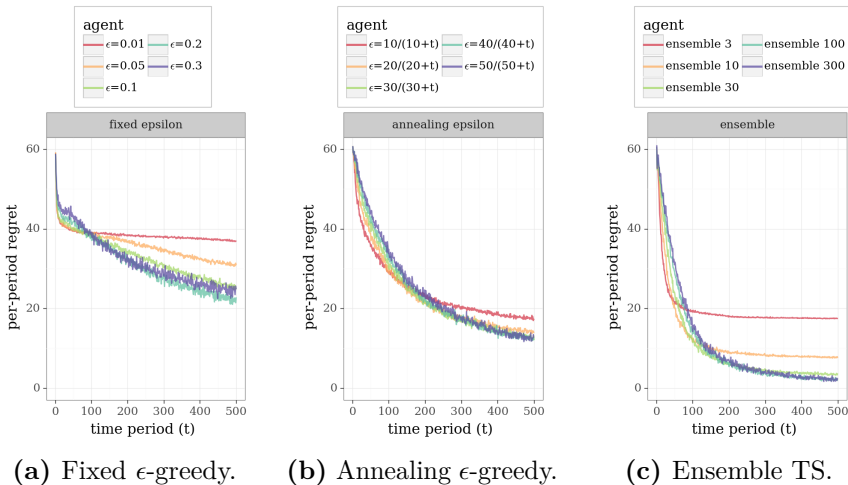 agent
ϵ=0.01 ϵ=0.2
ϵ=0.05 ϵ=0.3
ϵ=0.1
fixed epsilon
60
40
20
0
per-period regret
0 100 200 300 400 500
time period (t)
(a) Fixed ϵ-greedy.
agent
ϵ=10/(10+t) ϵ=40/(40+t)
ϵ=20/(20+t) ϵ=50/(50+t)
ϵ=30/(30+t)
annealing epsilon
60
40
20
0
per-period regret
0 100 200 300 400 500
time period (t)
(b) Annealing ϵ-greedy.
agent
ensemble 3 ensemble 100
ensemble 10 ensemble 300
ensemble 30
ensemble
60
40
20
0
per-period regret
0 100 200 300 400 500
time period (t)
(c) Ensemble TS.